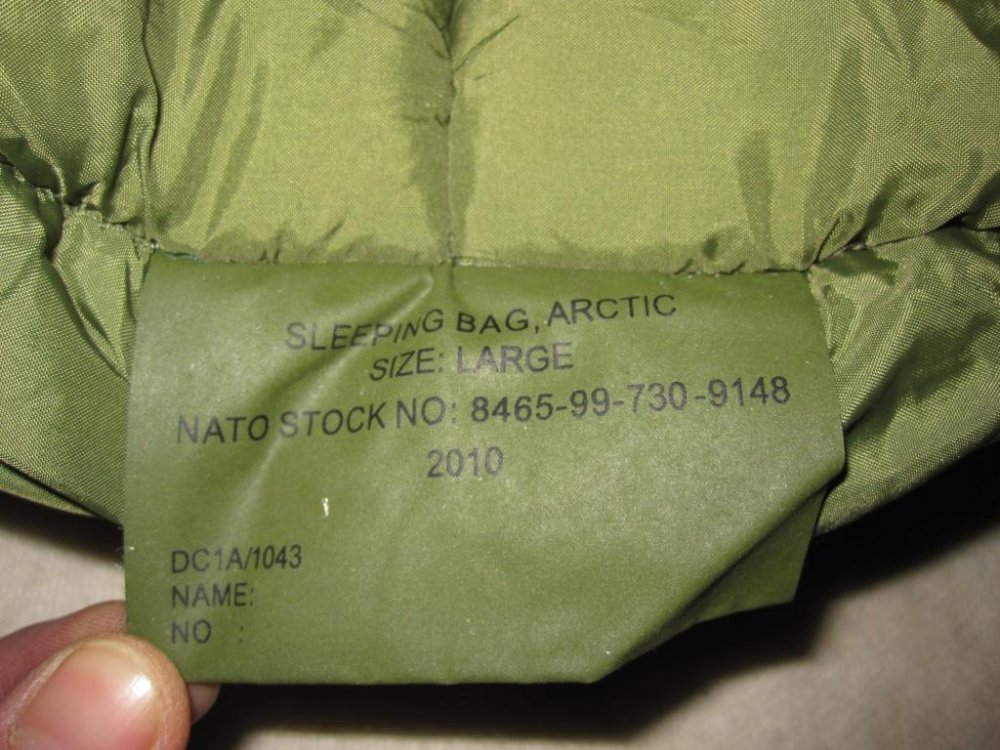 SLEEPING BAG, ARCTIC
SIZE: LARGE
NATO STOCK NO: 8465-99-730-9148
2010
DC1A/1043
NAME:
NO :